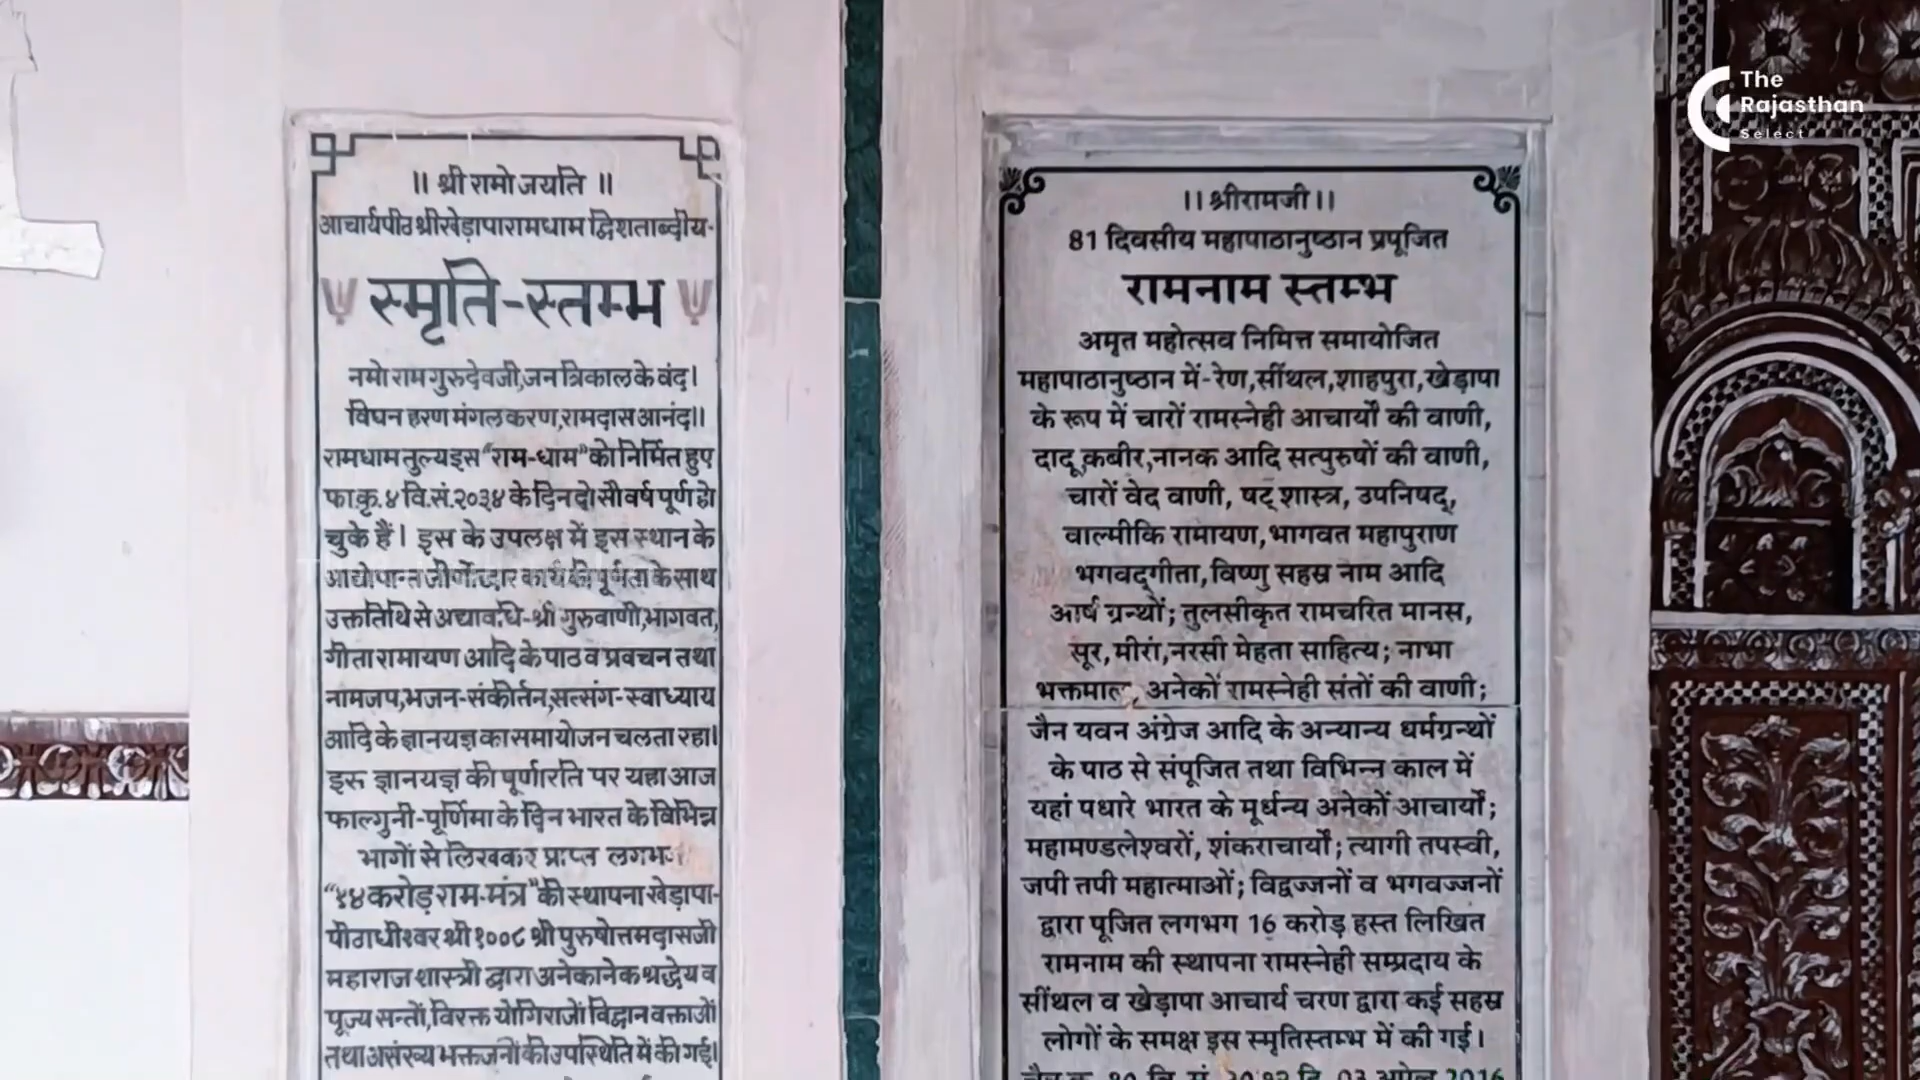 ॥ श्री रामो जयति ॥
आचार्यपीठ श्रीखेड़ापारामधाम द्विशताब्दीय-
स्मृति-स्तम्भ
नमो राम गुरुदेवजी,जन त्रिकाल के वंद।
विघन हरण मंगल करण,रामदास आनंद॥
रामधाम तुल्य इस "राम-धाम" को निर्मित हुए
फा.कृ.४ वि.सं.२०३४ के दिन दो सौ वर्ष पूर्ण हो
चुके हैं। इस के उपलक्ष में इस स्थान के
आद्योपान्त जीर्णोद्धार कार्य की पूर्णता के साथ
उक्त तिथि से अद्यावधि-श्री गुरुवाणी,भागवत,
गीता रामायण आदि के पाठ व प्रवचन तथा
नामजप,भजन-संकीर्तन,सत्संग-स्वाध्याय
आदि के ज्ञानयज्ञ का समायोजन चलता रहा।
इस ज्ञानयज्ञ की पूर्णारति पर यहा आज
फाल्गुनी-पूर्णिमा के दिन भारत के विभिन्न
भागों से लिखकर प्राप्त लगभग
"१४ करोड़ राम-मंत्र" की स्थापना खेड़ापा-
पीठाधीश्वर श्री १००८ श्री पुरुषोत्तमदासजी
महाराज शास्त्री द्वारा अनेकानेक श्रद्धेय व
पूज्य सन्तों,विरक्त योगिराजों विद्वान वक्ताओं
तथा असंख्य भक्तजनों की उपस्थिति में की गई।
।।श्रीरामजी।।
81 दिवसीय महापाठानुष्ठान प्रपूजित
रामनाम स्तम्भ
अमृत महोत्सव निमित्त समायोजित
महापाठानुष्ठान में-रेण,सींथल,शाहपुरा,खेड़ापा
के रूप में चारों रामस्नेही आचार्यों की वाणी,
दादू,कबीर,नानक आदि सत्पुरुषों की वाणी,
चारों वेद वाणी, षट् शास्त्र, उपनिषद्,
वाल्मीकि रामायण,भागवत महापुराण
भगवद्‌गीता,विष्णु सहस्र नाम आदि
आर्ष ग्रन्थों; तुलसीकृत रामचरित मानस,
सूर,मीरां,नरसी मेहता साहित्य; नाभा
भक्तमाल, अनेकों रामस्नेही संतों की वाणी;
जैन यवन अंग्रेज आदि के अन्यान्य धर्मग्रन्थों
के पाठ से संपूजित तथा विभिन्न काल में
यहां पधारे भारत के मूर्धन्य अनेकों आचार्यों;
महामण्डलेश्वरों, शंकराचार्यों; त्यागी तपस्वी,
जपी तपी महात्माओं; विद्वज्जनों व भगवज्जनों
द्वारा पूजित लगभग 16 करोड़ हस्त लिखित
रामनाम की स्थापना रामस्नेही सम्प्रदाय के
सींथल व खेड़ापा आचार्य चरण द्वारा कई सहस्र
लोगों के समक्ष इस स्मृतिस्तम्भ में की गई।
The
Rajasthan
Select